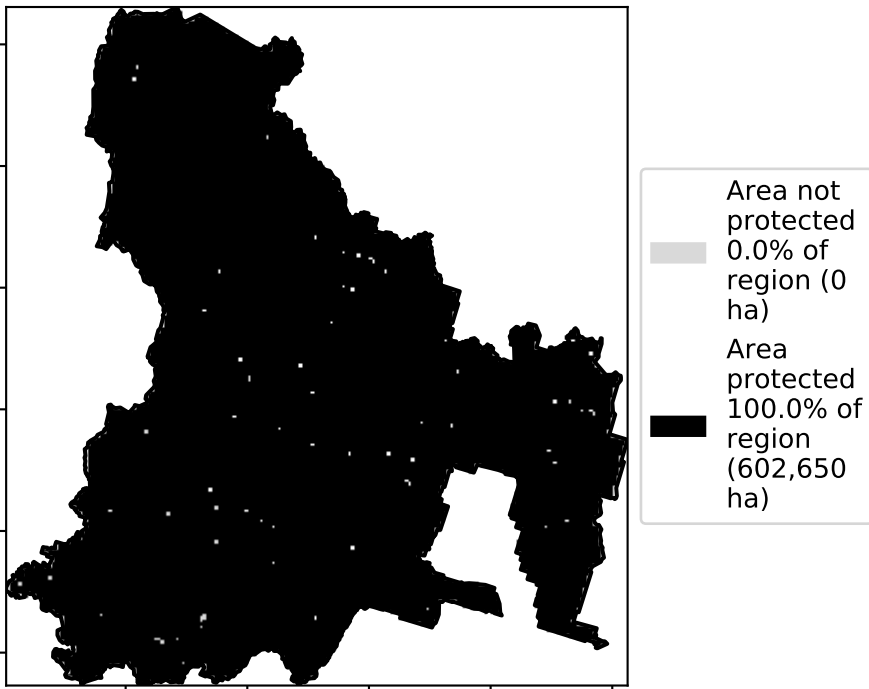 Area not
protected
0.0% of
region (0
ha)
Area
protected
100.0% of
region
(602,650
ha)